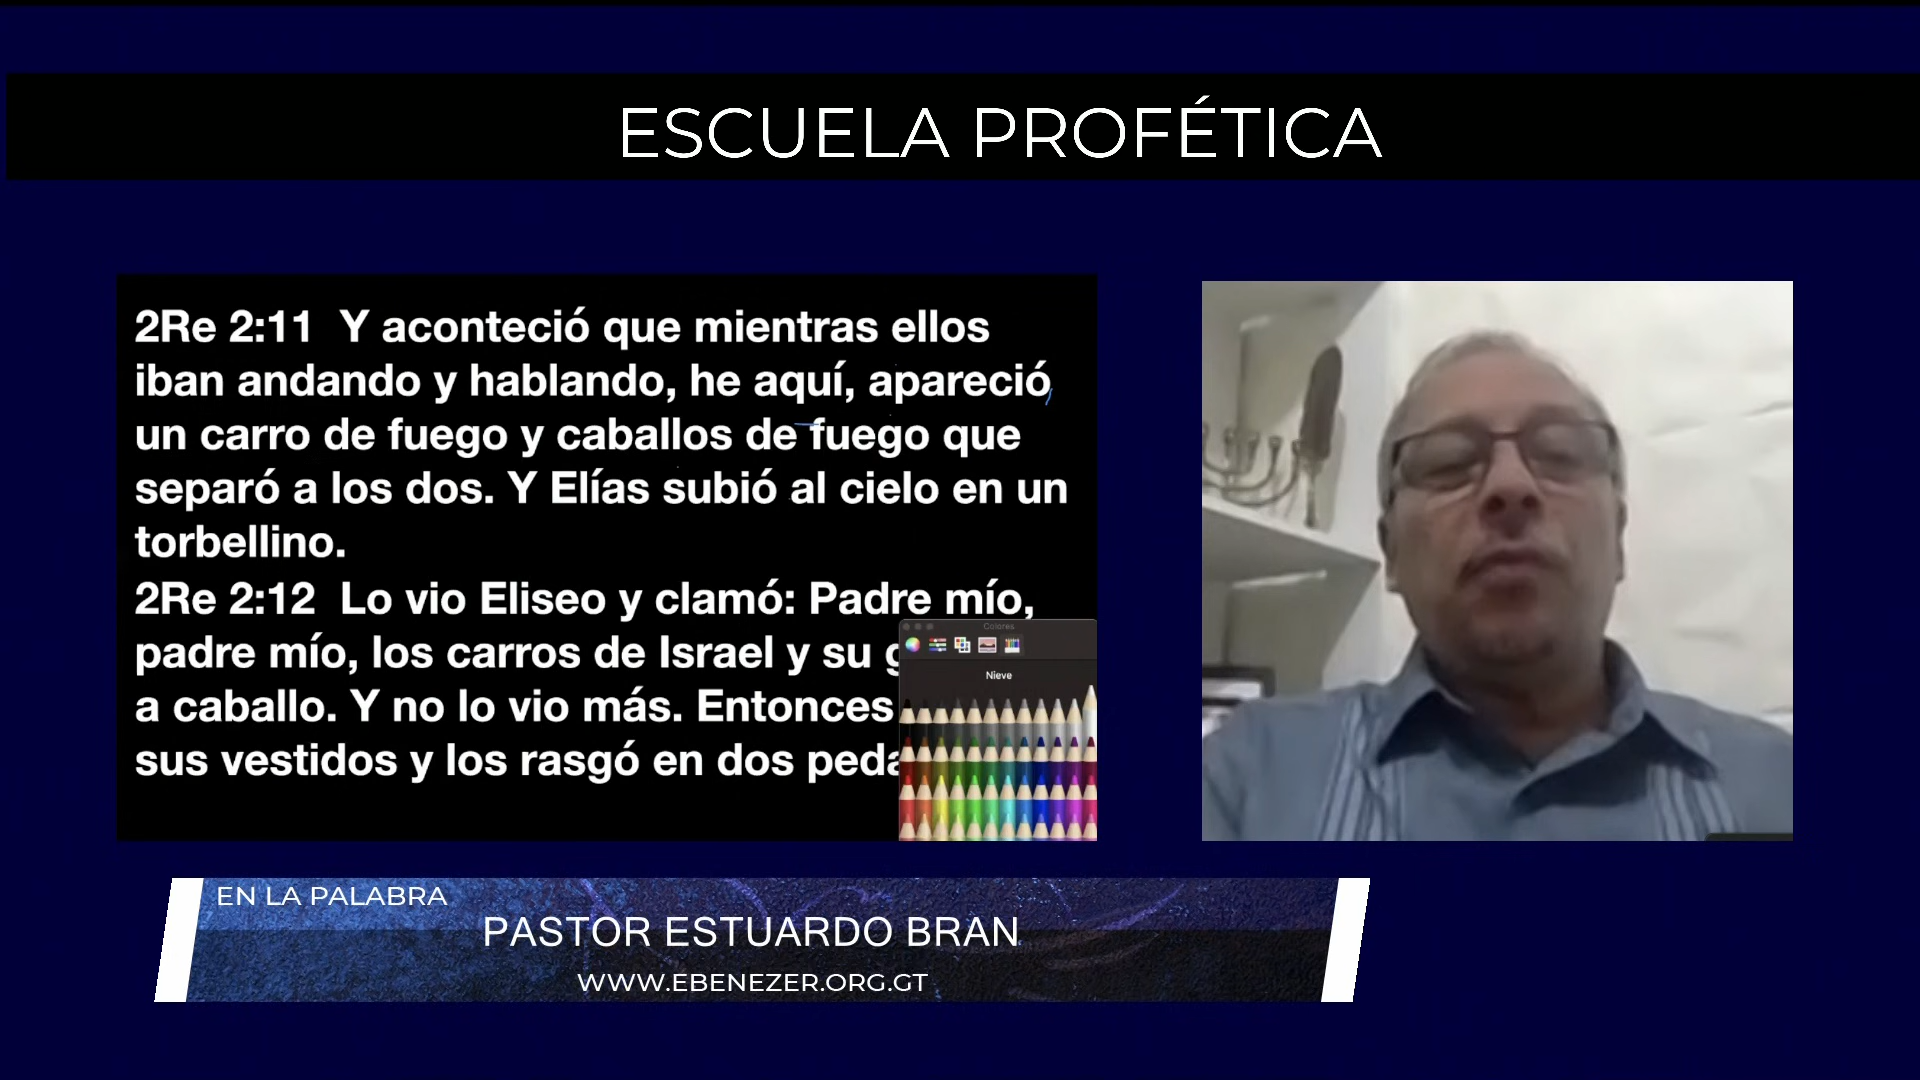 ESCUELA PROFÉTICA
2Re 2:11 Y aconteció que mientras ellos
iban andando y hablando, he aquí, apareció
un carro de fuego y caballos de fuego que
separó a los dos. Y Elías subió al cielo en un
torbellino.
2Re 2:12 Lo vio Eliseo y clamó: Padre mío,
padre mío, los carros de Israel y su
a caballo. Y no lo vio más. Entonces
sus vestidos y los rasgó en dos
Colores
Nieve
EN LA PALABRA
PASTOR ESTUARDO BRAN
WWW.EBENEZER.ORG.GT